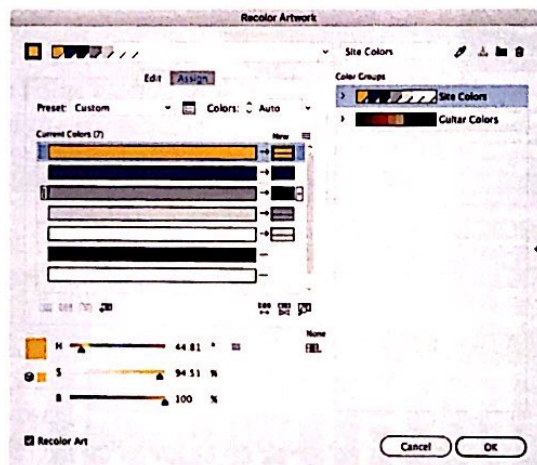 Recolor Artwork
Site Colors
Edit Assign
Color Groups
Preset: Custom Colors: Auto
Site Colors
Guitar Colors
Current Colors (7) New
H 44.81 °
None
S 94.51 %
B 100 %
Recolor Art
Cancel OK